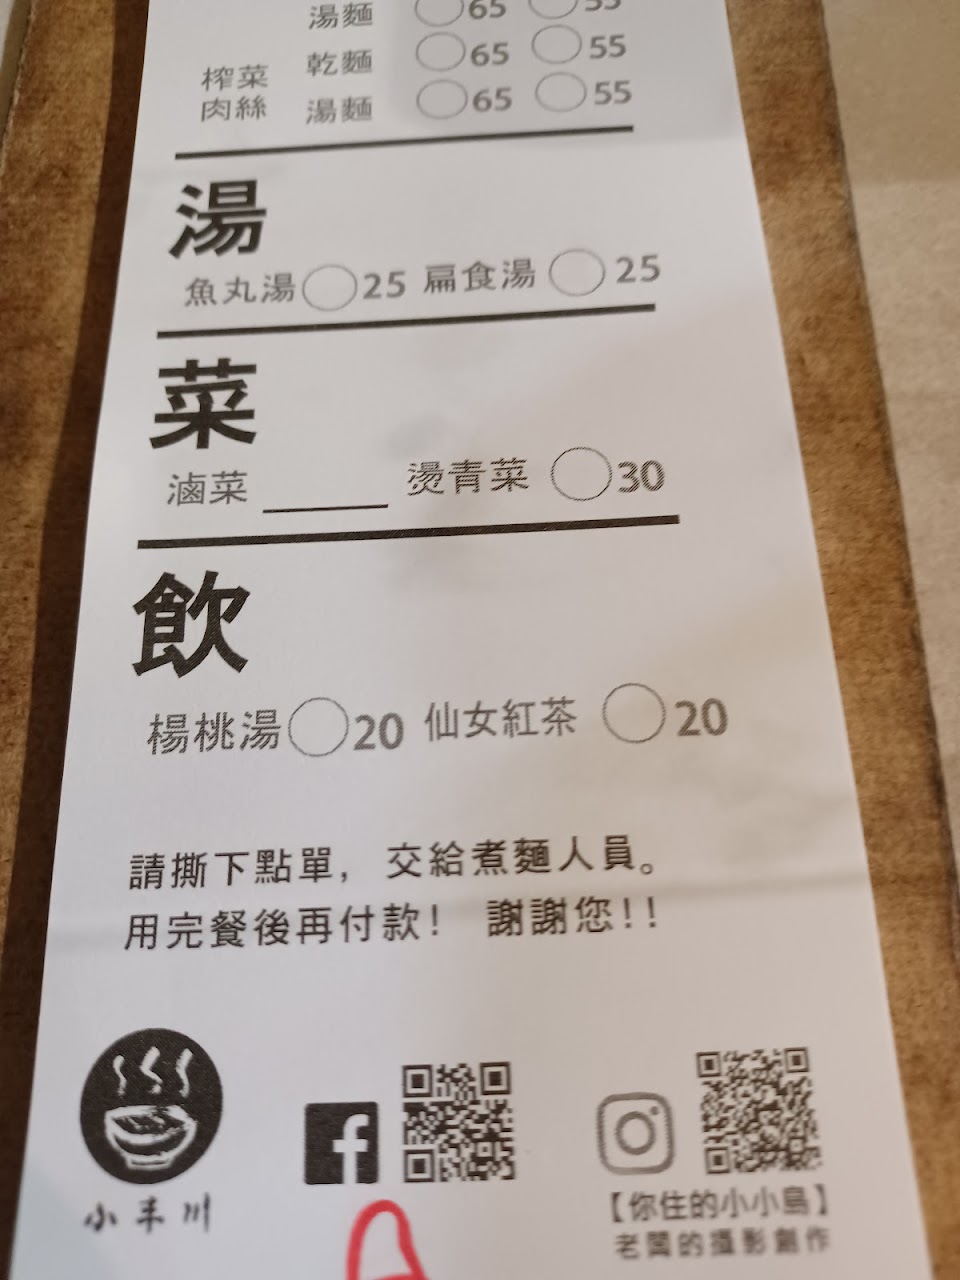 湯麵 65 55
乾麵 65 55
榨菜
肉絲
湯麵 65 55
湯
魚丸湯 25 扁食湯 25
菜
滷菜 燙青菜 30
飲
楊桃湯 20 仙女紅茶 20
請撕下點單，交給煮麵人員。
用完餐後再付款！ 謝謝您！！
小丰川
【你住的小小島】
老闆的攝影創作